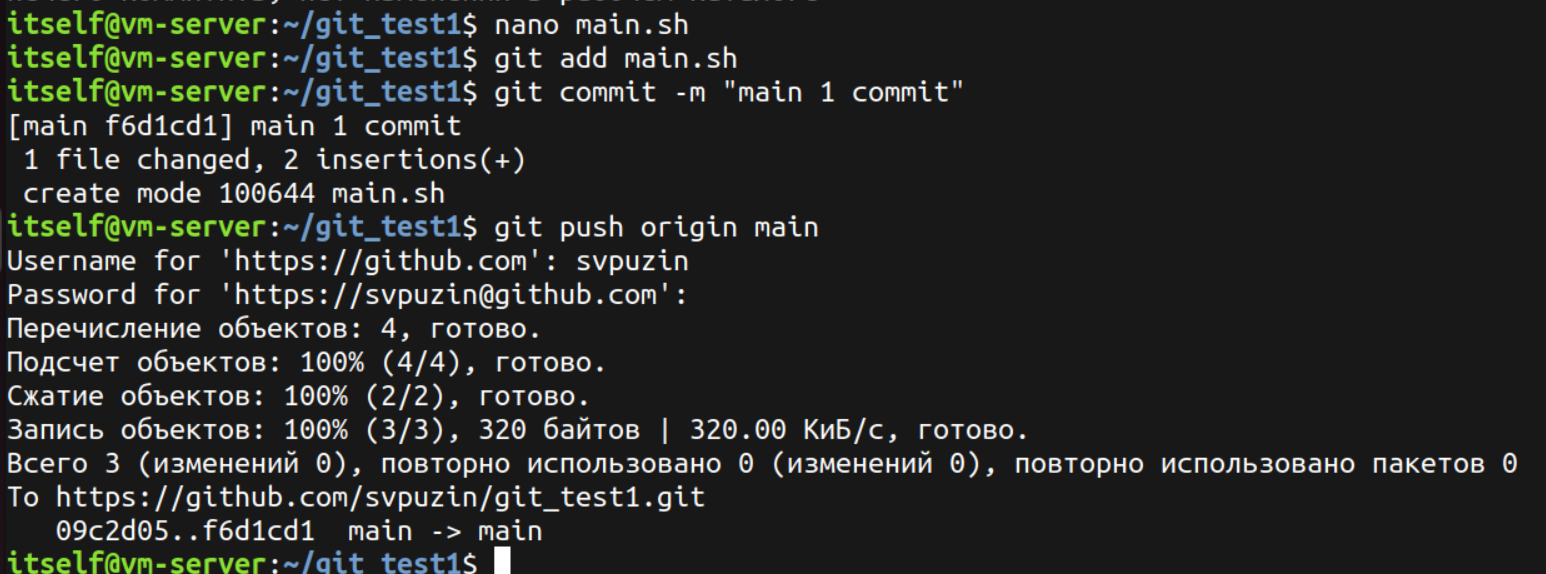 itself@vm-server:~/git_test1$ nano main.sh
itself@vm-server:~/git_test1$ git add main.sh
itself@vm-server:~/git_test1$ git commit -m "main 1 commit"
[main f6d1cd1] main 1 commit
 1 file changed, 2 insertions(+)
 create mode 100644 main.sh
itself@vm-server:~/git_test1$ git push origin main
Username for 'https://github.com': svpuzin
Password for 'https://svpuzin@github.com':
Перечисление объектов: 4, готово.
Подсчет объектов: 100% (4/4), готово.
Сжатие объектов: 100% (2/2), готово.
Запись объектов: 100% (3/3), 320 байтов | 320.00 КиБ/с, готово.
Всего 3 (изменений 0), повторно использовано 0 (изменений 0), повторно использовано пакетов 0
To https://github.com/svpuzin/git_test1.git
   09c2d05..f6d1cd1  main -> main
itself@vm-server:~/git_test1$